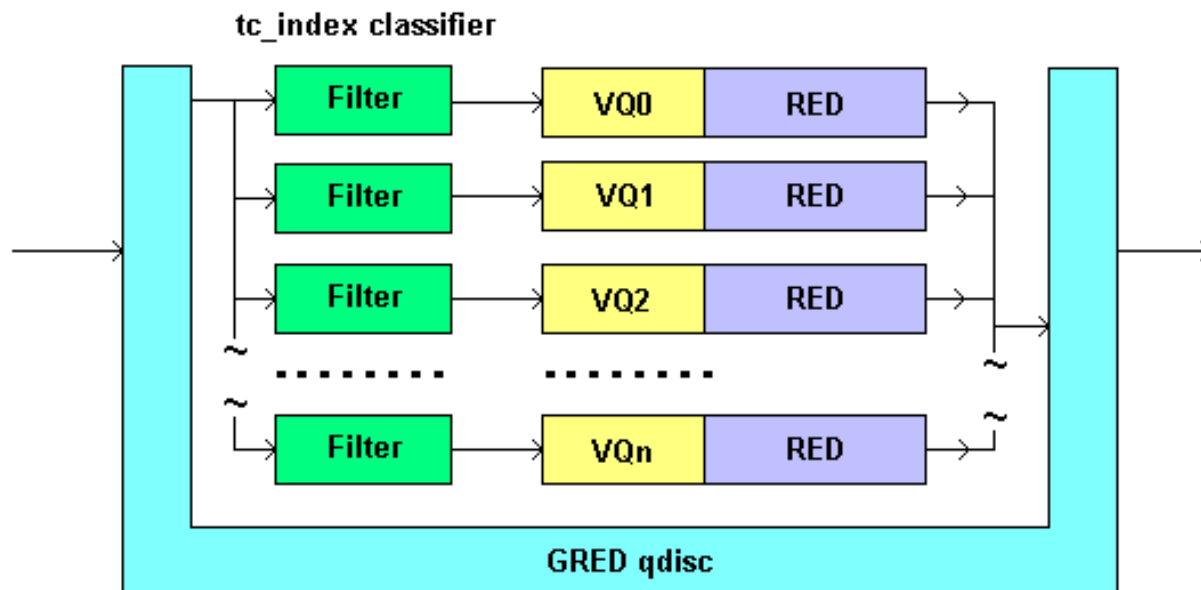 tc_index classifier
Filter VQ0 RED
Filter VQ1 RED
Filter VQ2 RED
Filter VQn RED
GRED qdisc